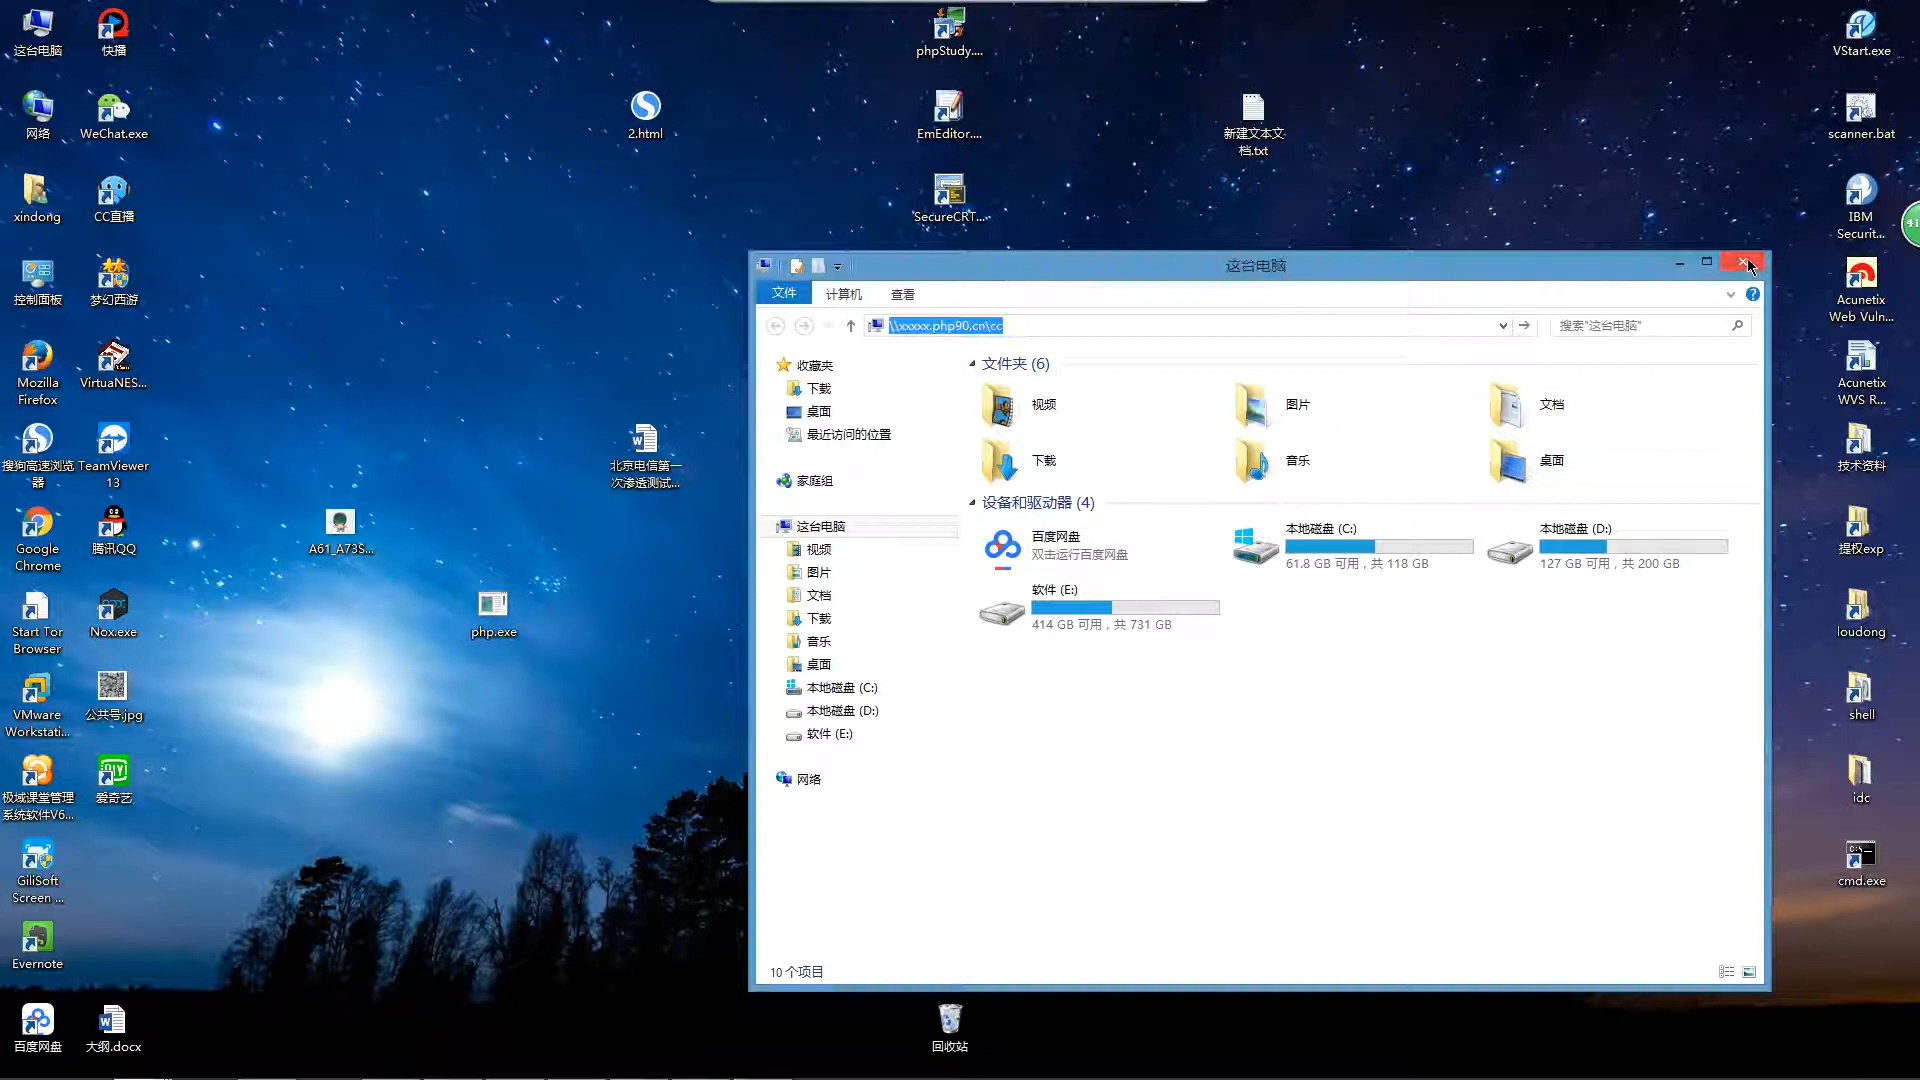 这台电脑
快播
phpStudy....
VStart.exe
网络
WeChat.exe
2.html
EmEditor....
新建文本文
档.txt
scanner.bat
xindong
CC直播
SecureCRT...
IBM
Securit...
41
控制面板
梦幻西游
Acunetix
Web Vuln...
Mozilla
Firefox
VirtuaNES...
Acunetix
WVS R...
搜狗高速浏览
器
TeamViewer
13
北京电信第一
次渗透测试...
技术资料
Google
Chrome
腾讯QQ
A61_A73S...
提权exp
Start Tor
Browser
Nox.exe
php.exe
loudong
VMware
Workstati...
公共号.jpg
shell
极域课堂管理
系统软件V6...
爱奇艺
idc
GiliSoft
Screen ...
cmd.exe
Evernote
百度网盘
大纲.docx
回收站
这台电脑
文件
计算机
查看
\\xxxxx.php90.cn\cc
搜索"这台电脑"
收藏夹
下载
桌面
最近访问的位置
家庭组
这台电脑
视频
图片
文档
下载
音乐
桌面
本地磁盘 (C:)
本地磁盘 (D:)
软件 (E:)
网络
文件夹 (6)
视频
图片
文档
下载
音乐
桌面
设备和驱动器 (4)
百度网盘
双击运行百度网盘
本地磁盘 (C:)
61.8 GB 可用，共 118 GB
本地磁盘 (D:)
127 GB 可用，共 200 GB
软件 (E:)
414 GB 可用，共 731 GB
10 个项目